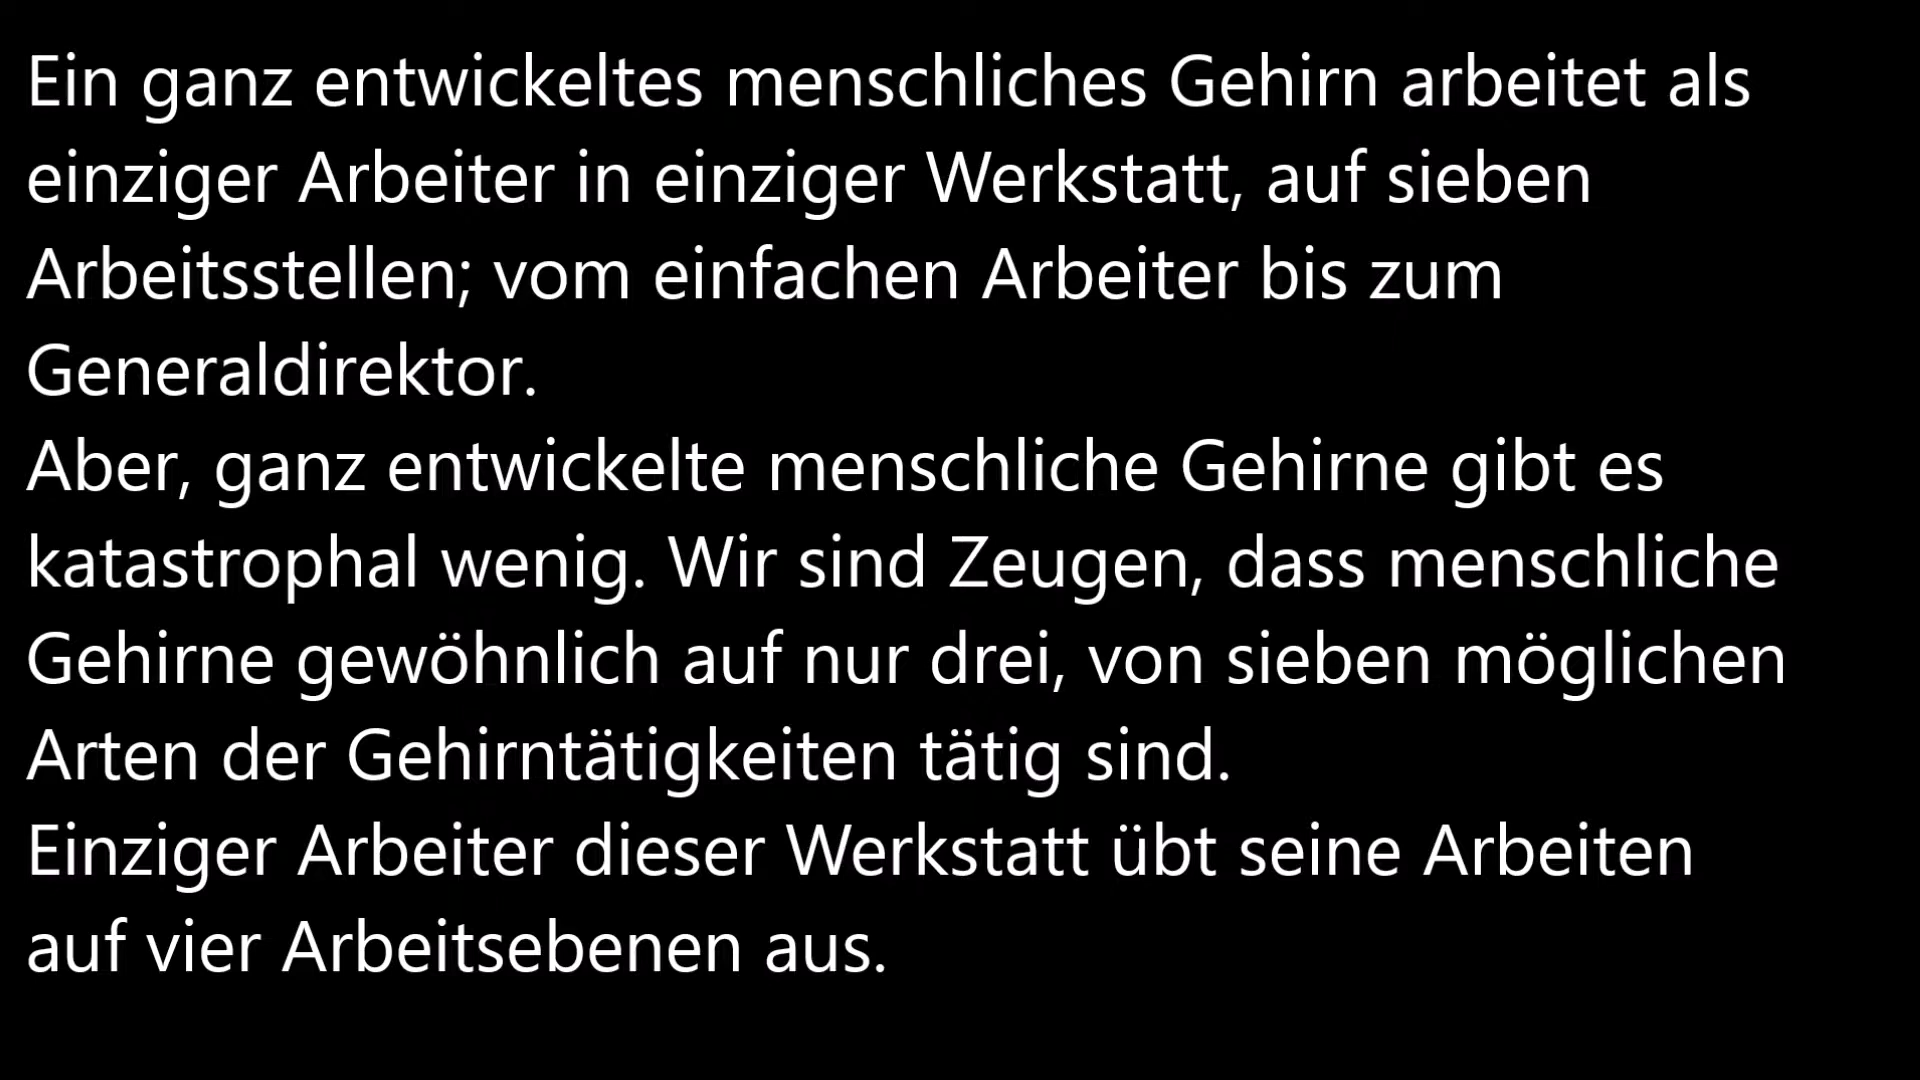 Ein ganz entwickeltes menschliches Gehirn arbeitet als
einziger Arbeiter in einziger Werkstatt, auf sieben
Arbeitsstellen; vom einfachen Arbeiter bis zum
Generaldirektor.
Aber, ganz entwickelte menschliche Gehirne gibt es
katastrophal wenig. Wir sind Zeugen, dass menschliche
Gehirne gewöhnlich auf nur drei, von sieben möglichen
Arten der Gehirntätigkeiten tätig sind.
Einziger Arbeiter dieser Werkstatt übt seine Arbeiten
auf vier Arbeitsebenen aus.